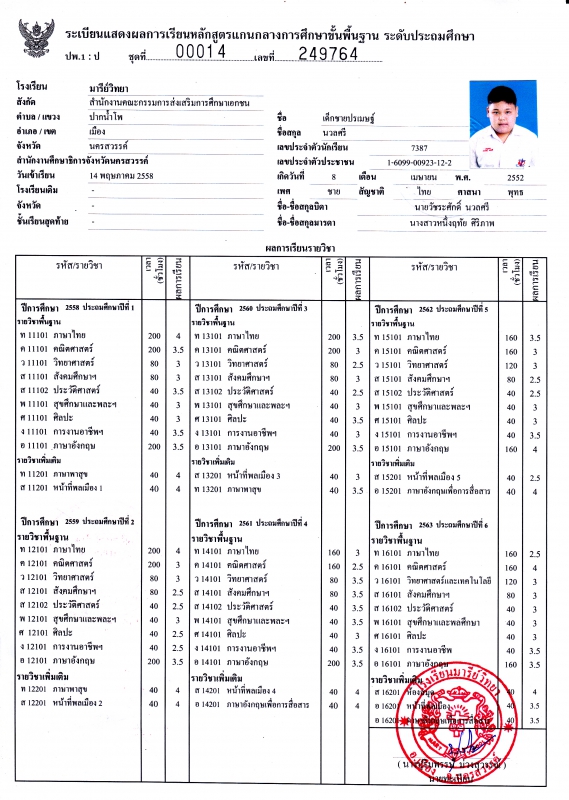 ระเบียนแสดงผลการเรียนหลักสูตรแกนกลางการศึกษาขั้นพื้นฐาน ระดับประถมศึกษา
ปพ.1 : ป ชุดที่ 00014 เลขที่ 249764
โรงเรียน มารีย์วิทยา
สังกัด สำนักงานคณะกรรมการส่งเสริมการศึกษาเอกชน
ตำบล / แขวง ปากน้ำโพ
อำเภอ / เขต เมือง
จังหวัด นครสวรรค์
สำนักงานศึกษาธิการจังหวัดนครสวรรค์
วันเข้าเรียน 14 พฤษภาคม 2558
โรงเรียนเดิม -
จังหวัด -
ชั้นเรียนสุดท้าย -
ชื่อ เด็กชายปรเมษฐ์
ชื่อสกุล นวลศรี
เลขประจำตัวนักเรียน 7387
เลขประจำตัวประชาชน 1-6099-00923-12-2
เกิดวันที่ 8 เดือน เมษายน พ.ศ. 2552
เพศ ชาย สัญชาติ ไทย ศาสนา พุทธ
ชื่อ-ชื่อสกุลบิดา นายวัชระศักดิ์ นวลศรี
ชื่อ-ชื่อสกุลมารดา นางสาวหนึ่งฤทัย ศิริภาพ
ผลการเรียนรายวิชา
รหัส/รายวิชา เวลา (ชั่วโมง) ผลการเรียน
ปีการศึกษา 2558 ประถมศึกษาปีที่ 1
รายวิชาพื้นฐาน
ท 11101 ภาษาไทย 200 4
ค 11101 คณิตศาสตร์ 200 3.5
ว 11101 วิทยาศาสตร์ 80 3
ส 11101 สังคมศึกษาฯ 80 3
ส 11102 ประวัติศาสตร์ 40 3.5
พ 11101 สุขศึกษาและพละฯ 40 3
ศ 11101 ศิลปะ 40 3
ง 11101 การงานอาชีพฯ 40 3.5
อ 11101 ภาษาอังกฤษ 200 3.5
รายวิชาเพิ่มเติม
ท 11201 ภาษาพาสุข 40 4
ส 11201 หน้าที่พลเมือง 1 40 4
ปีการศึกษา 2559 ประถมศึกษาปีที่ 2
รายวิชาพื้นฐาน
ท 12101 ภาษาไทย 200 4
ค 12101 คณิตศาสตร์ 200 3
ว 12101 วิทยาศาสตร์ 80 3
ส 12101 สังคมศึกษาฯ 80 2.5
ส 12102 ประวัติศาสตร์ 40 2.5
พ 12101 สุขศึกษาและพละฯ 40 3
ศ 12101 ศิลปะ 40 2.5
ง 12101 การงานอาชีพฯ 40 2.5
อ 12101 ภาษาอังกฤษ 200 3.5
รายวิชาเพิ่มเติม
ท 12201 ภาษาพาสุข 40 4
ส 12201 หน้าที่พลเมือง 2 40 4
รหัส/รายวิชา เวลา (ชั่วโมง) ผลการเรียน
ปีการศึกษา 2560 ประถมศึกษาปีที่ 3
รายวิชาพื้นฐาน
ท 13101 ภาษาไทย 200 3.5
ค 13101 คณิตศาสตร์ 200 3
ว 13101 วิทยาศาสตร์ 80 2.5
ส 13101 สังคมศึกษาฯ 80 3
ส 13102 ประวัติศาสตร์ 40 3.5
พ 13101 สุขศึกษาและพละฯ 40 3
ศ 13101 ศิลปะ 40 3.5
ง 13101 การงานอาชีพฯ 40 3
อ 13101 ภาษาอังกฤษ 200 3.5
รายวิชาเพิ่มเติม
ส 13201 หน้าที่พลเมือง 3 40 3
ท 13201 ภาษาพาสุข 40 3.5
ปีการศึกษา 2561 ประถมศึกษาปีที่ 4
รายวิชาพื้นฐาน
ท 14101 ภาษาไทย 160 3
ค 14101 คณิตศาสตร์ 160 2.5
ว 14101 วิทยาศาสตร์ 80 3.5
ส 14101 สังคมศึกษาฯ 80 3.5
ส 14102 ประวัติศาสตร์ 40 3.5
พ 14101 สุขศึกษาและพละฯ 40 3.5
ศ 14101 ศิลปะ 40 3
ง 14101 การงานอาชีพฯ 40 3.5
อ 14101 ภาษาอังกฤษ 200 3.5
รายวิชาเพิ่มเติม
ส 14201 หน้าที่พลเมือง 4 40 4
อ 14201 ภาษาอังกฤษเพื่อการสื่อสาร 40 4
รหัส/รายวิชา เวลา (ชั่วโมง) ผลการเรียน
ปีการศึกษา 2562 ประถมศึกษาปีที่ 5
รายวิชาพื้นฐาน
ท 15101 ภาษาไทย 160 3.5
ค 15101 คณิตศาสตร์ 160 3
ว 15101 วิทยาศาสตร์ 120 3
ส 15101 สังคมศึกษาฯ 80 2.5
ส 15102 ประวัติศาสตร์ 40 2.5
พ 15101 สุขศึกษาและพละฯ 40 3
ศ 15101 ศิลปะ 40 3
ง 15101 การงานอาชีพฯ 40 3.5
อ 15101 ภาษาอังกฤษ 160 4
รายวิชาเพิ่มเติม
ส 15201 หน้าที่พลเมือง 5 40 2.5
อ 15201 ภาษาอังกฤษเพื่อการสื่อสาร 40 4
ปีการศึกษา 2563 ประถมศึกษาปีที่ 6
รายวิชาพื้นฐาน
ท 16101 ภาษาไทย 160 2.5
ค 16101 คณิตศาสตร์ 160 4
ว 16101 วิทยาศาสตร์และเทคโนโลยี 120 3
ส 16101 สังคมศึกษาฯ 80 3
ส 16102 ประวัติศาสตร์ 40 3
พ 16101 สุขศึกษาและพลศึกษา 40 3
ศ 16101 ศิลปะ 40 3
ง 16101 การงานอาชีพ 40 3.5
อ 16101 ภาษาอังกฤษ 160 3.5
รายวิชาเพิ่มเติม
ส 16201 40 4
ส 16201 หน้าที่พลเมือง 40 3.5
อ 16201 40 3.5
โรงเรียนมารีย์วิทยา
นายทะเบียน